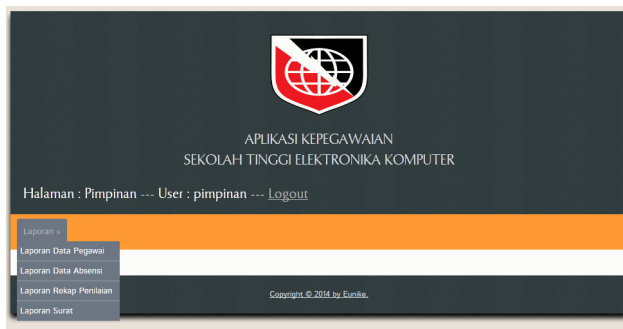 APLIKASI KEPEGAWAIAN
SEKOLAH TINGGI ELEKTRONIKA KOMPUTER
Halaman : Pimpinan --- User : pimpinan --- Logout
Laporan »
Laporan Data Pegawai
Laporan Data Absensi
Laporan Rekap Penilaian
Laporan Surat
Copyright © 2014 by Eunike.